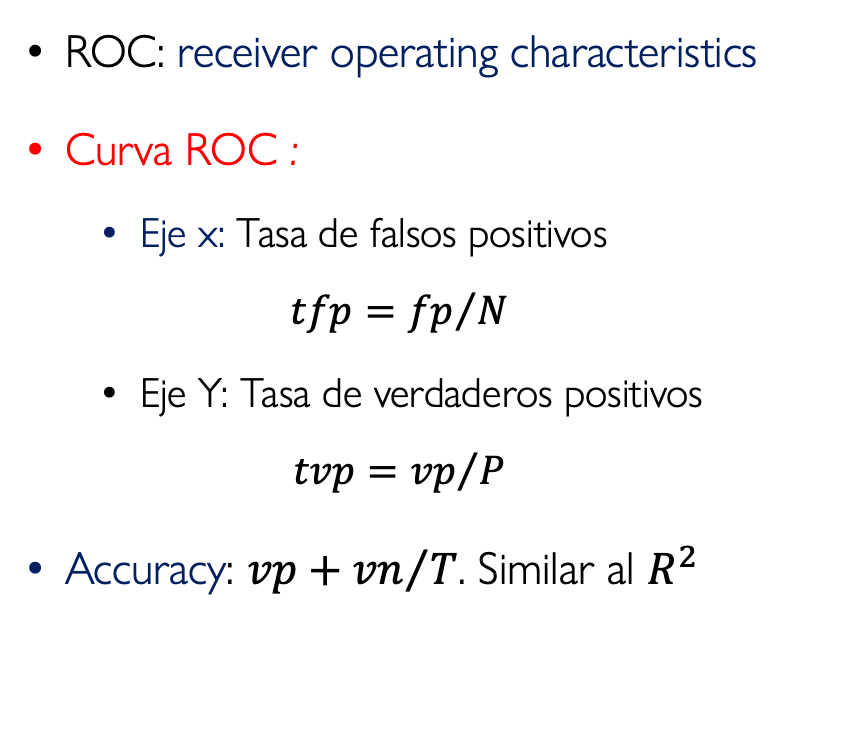 • ROC: receiver operating characteristics
• Curva ROC :
• Eje x: Tasa de falsos positivos
tfp = fp/N
• Eje Y: Tasa de verdaderos positivos
tvp = vp/P
• Accuracy: vp + vn/T. Similar al R²